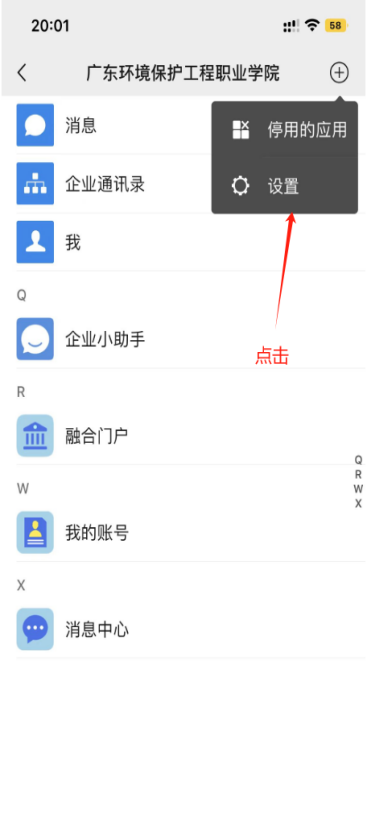 20:01
58
广东环境保护工程职业学院
消息
停用的应用
企业通讯录
设置
我
点击
Q
企业小助手
R
融合门户
Q
R
W
X
W
我的账号
X
消息中心